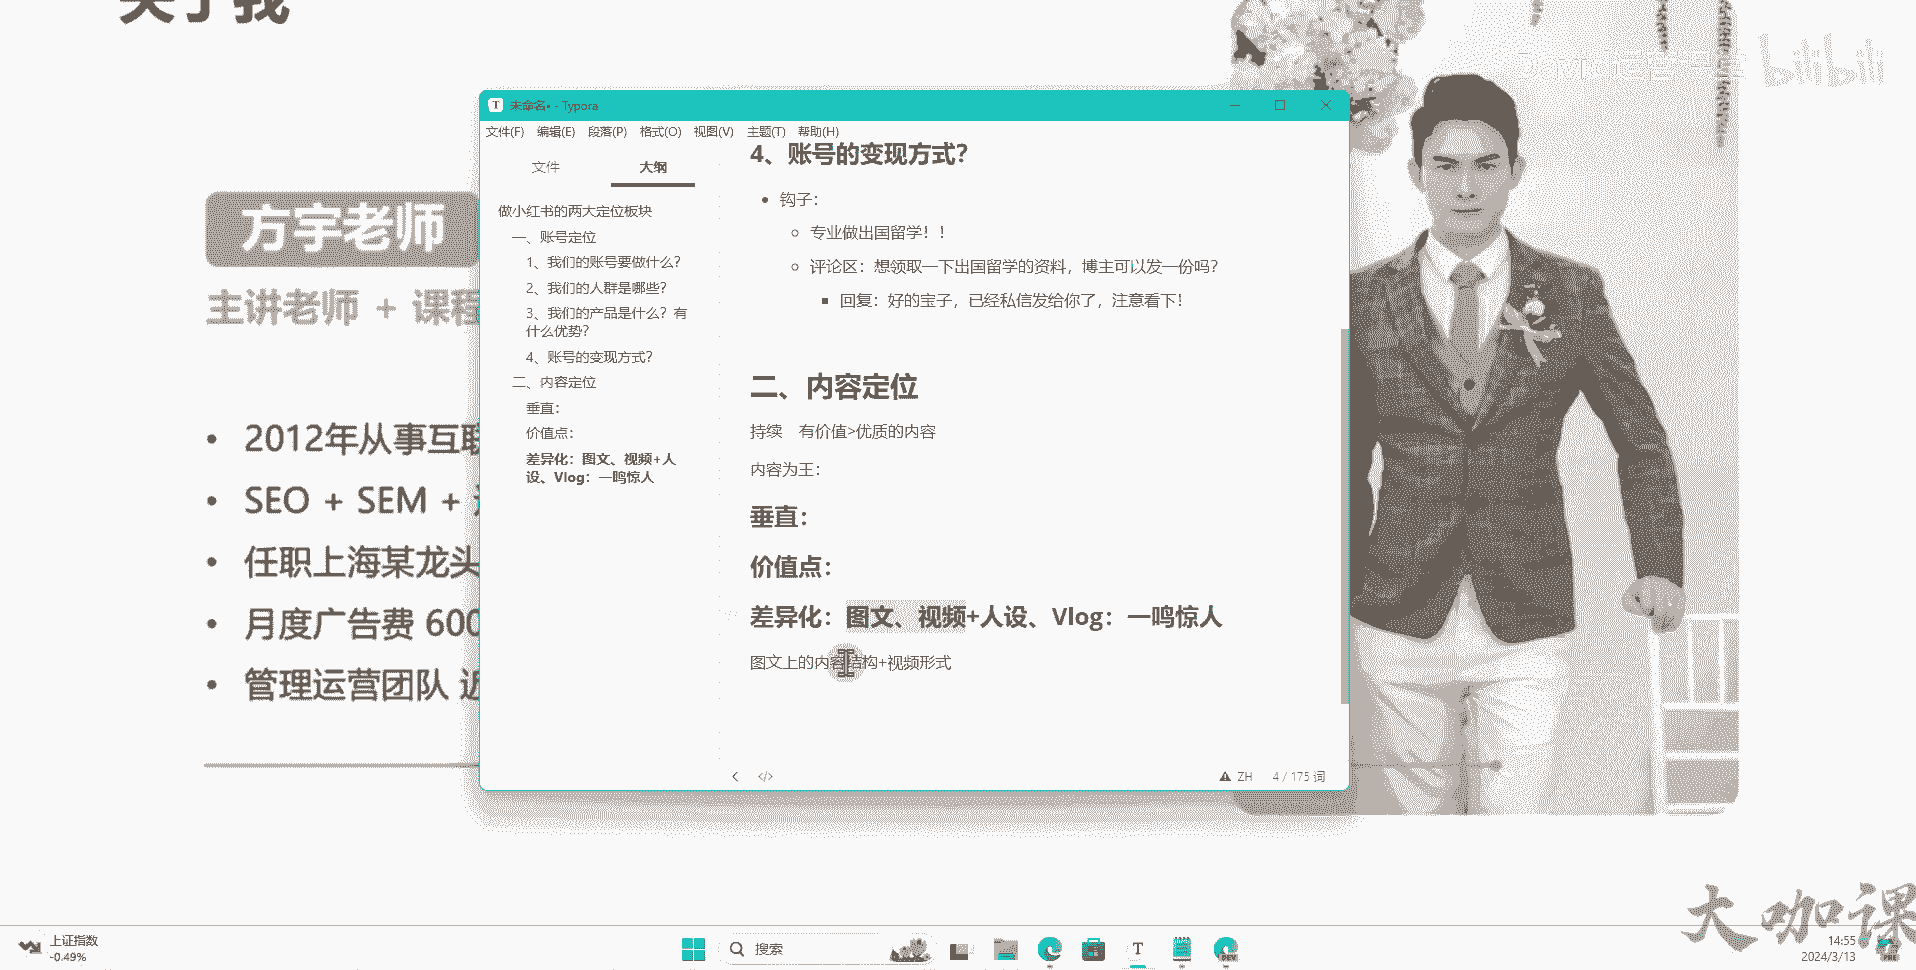 关于我
bilibili
方宇老师
主讲老师 + 课程
2012年从事互联
SEO + SEM +
任职上海某龙头
月度广告费 600
管理运营团队 近
未命名• - Typora
文件(F) 编辑(E) 段落(P) 格式(O) 视图(V) 主题(T) 帮助(H)
文件 大纲
做小红书的两大定位板块
一、账号定位
1、我们的账号要做什么？
2、我们的人群是哪些？
3、我们的产品是什么？有
什么优势？
4、账号的变现方式？
二、内容定位
垂直：
价值点：
差异化：图文、视频+人
设、Vlog：一鸣惊人
4、账号的变现方式？
钩子：
专业做出国留学！！
评论区：想领取一下出国留学的资料，博主可以发一份吗？
回复：好的宝子，已经私信发给你了，注意看下！
二、内容定位
持续 有价值>优质的内容
内容为王：
垂直：
价值点：
差异化：图文、视频+人设、Vlog：一鸣惊人
图文上的内容结构+视频形式
ZH 4 / 175 词
大咖课
上证指数
-0.49%
搜索
DEV
14:55
2024/3/13
PRE